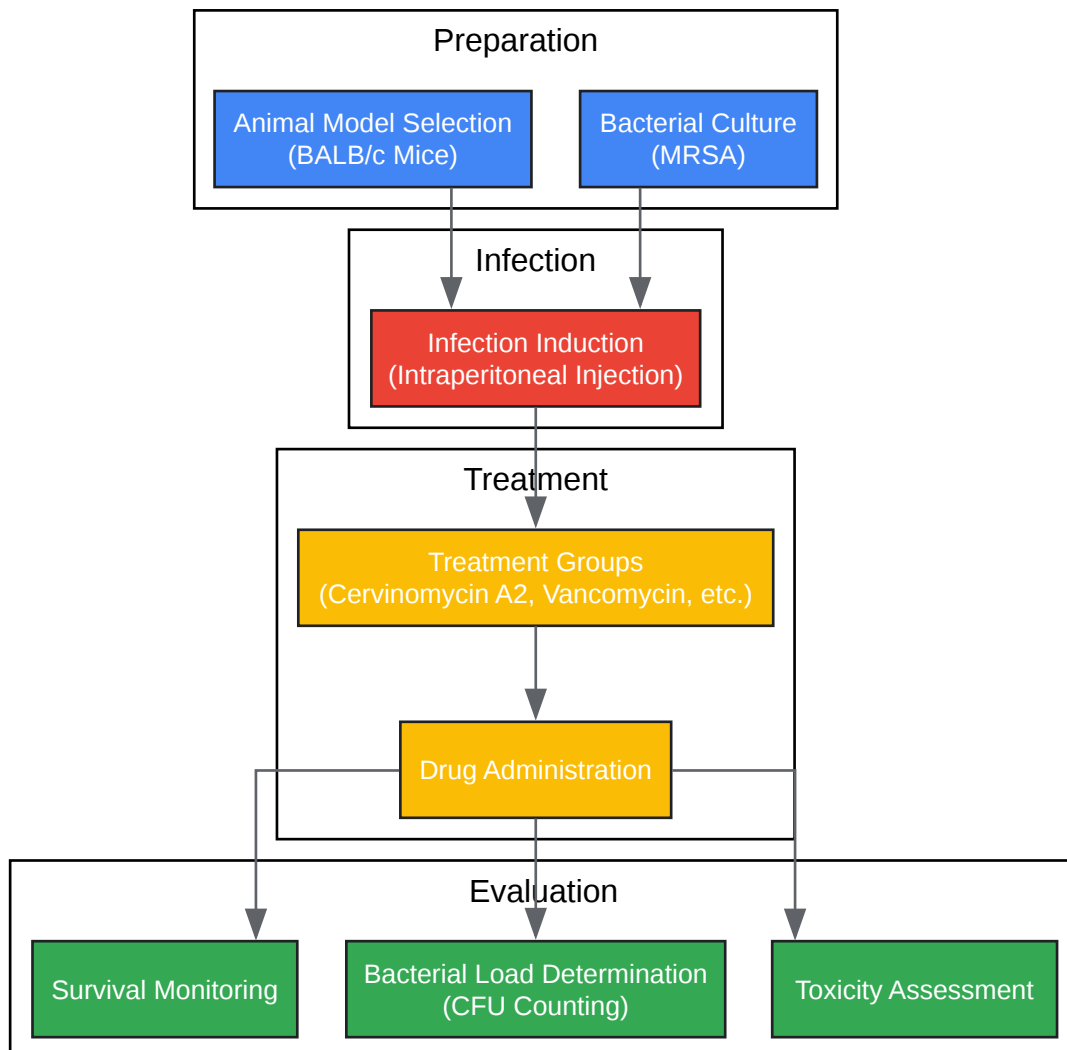 Preparation
Animal Model Selection
(BALB/c Mice)
Bacterial Culture
(MRSA)
Infection
Infection Induction
(Intraperitoneal Injection)
Treatment
Treatment Groups
(Cervinomycin A2, Vancomycin, etc.)
Drug Administration
Evaluation
Survival Monitoring
Bacterial Load Determination
(CFU Counting)
Toxicity Assessment